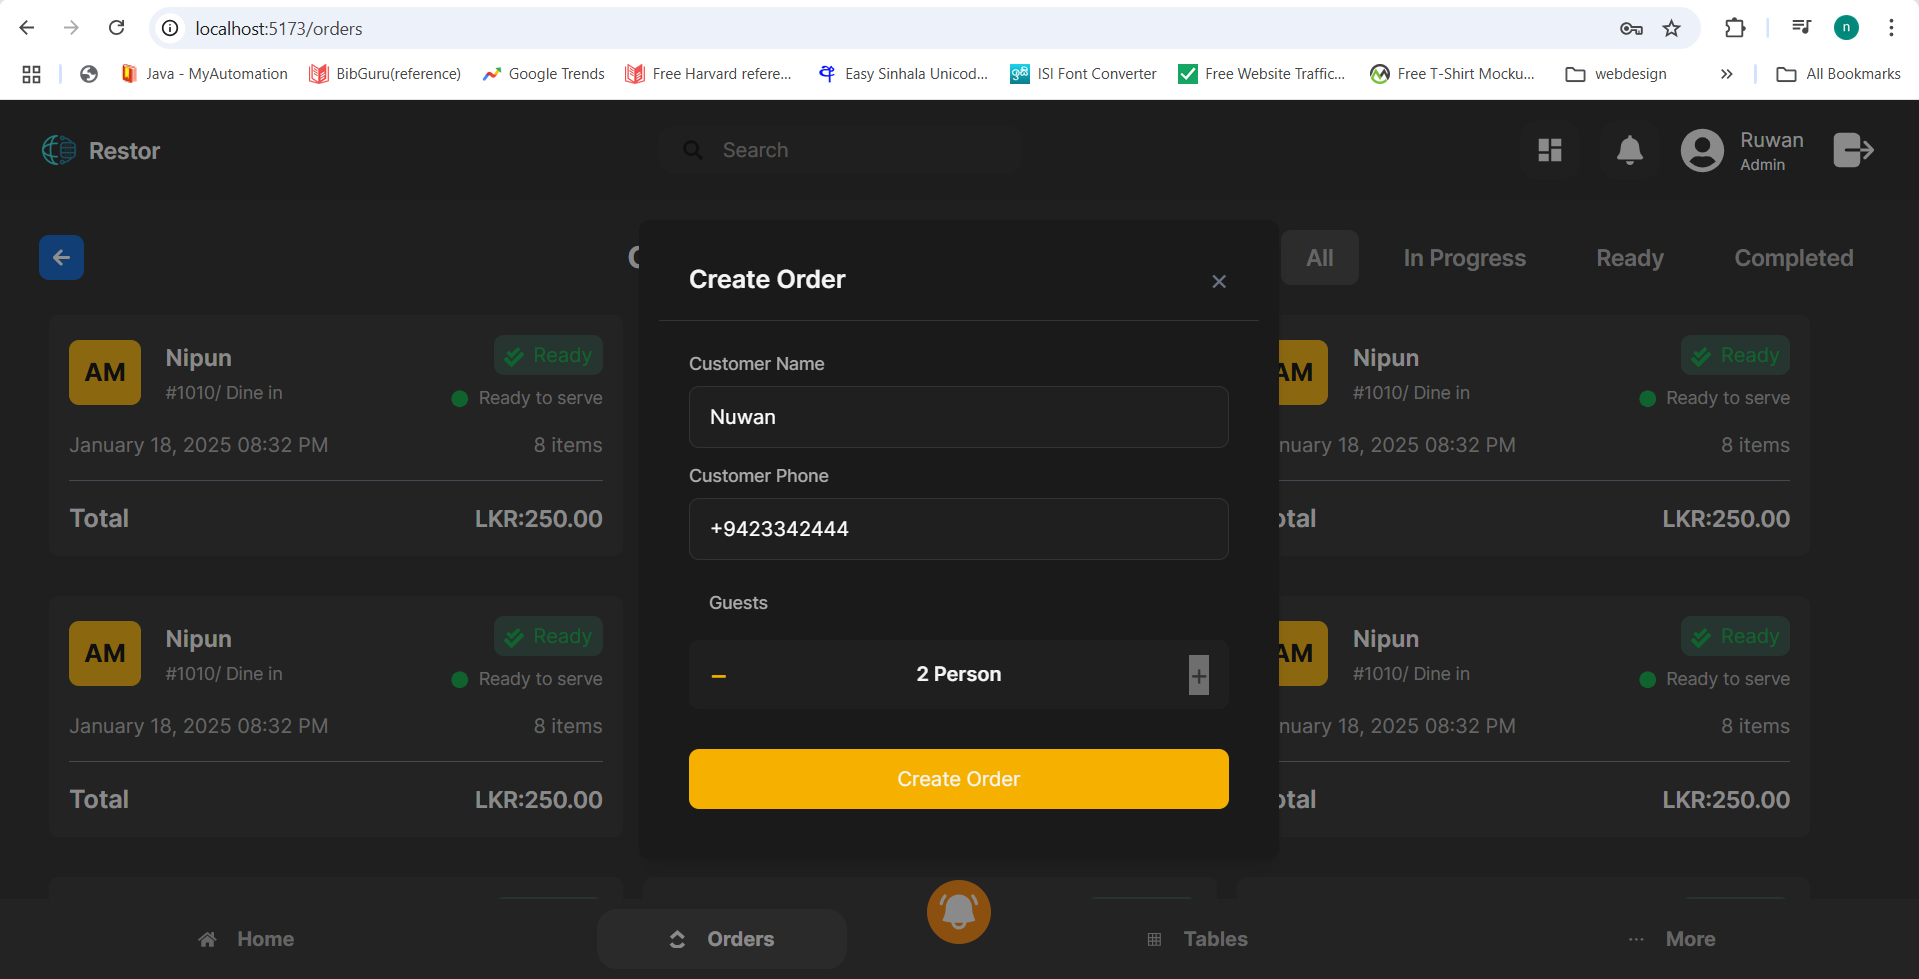 localhost:5173/orders
n
Java - MyAutomation
BibGuru(reference)
Google Trends
Free Harvard refere...
Easy Sinhala Unicod...
ISI Font Converter
Free Website Traffic...
Free T-Shirt Mocku...
webdesign
All Bookmarks
Restor
Search
Ruwan
Admin
All
In Progress
Ready
Completed
Create Order
Customer Name
Nuwan
Customer Phone
+9423342444
Guests
– 2 Person +
Create Order
AM
Nipun
Ready
#1010/ Dine in
Ready to serve
January 18, 2025 08:32 PM
8 items
Total
LKR:250.00
AM
Nipun
Ready
#1010/ Dine in
Ready to serve
nuary 18, 2025 08:32 PM
8 items
otal
LKR:250.00
AM
Nipun
Ready
#1010/ Dine in
Ready to serve
January 18, 2025 08:32 PM
8 items
Total
LKR:250.00
AM
Nipun
Ready
#1010/ Dine in
Ready to serve
nuary 18, 2025 08:32 PM
8 items
otal
LKR:250.00
Home
Orders
Tables
More